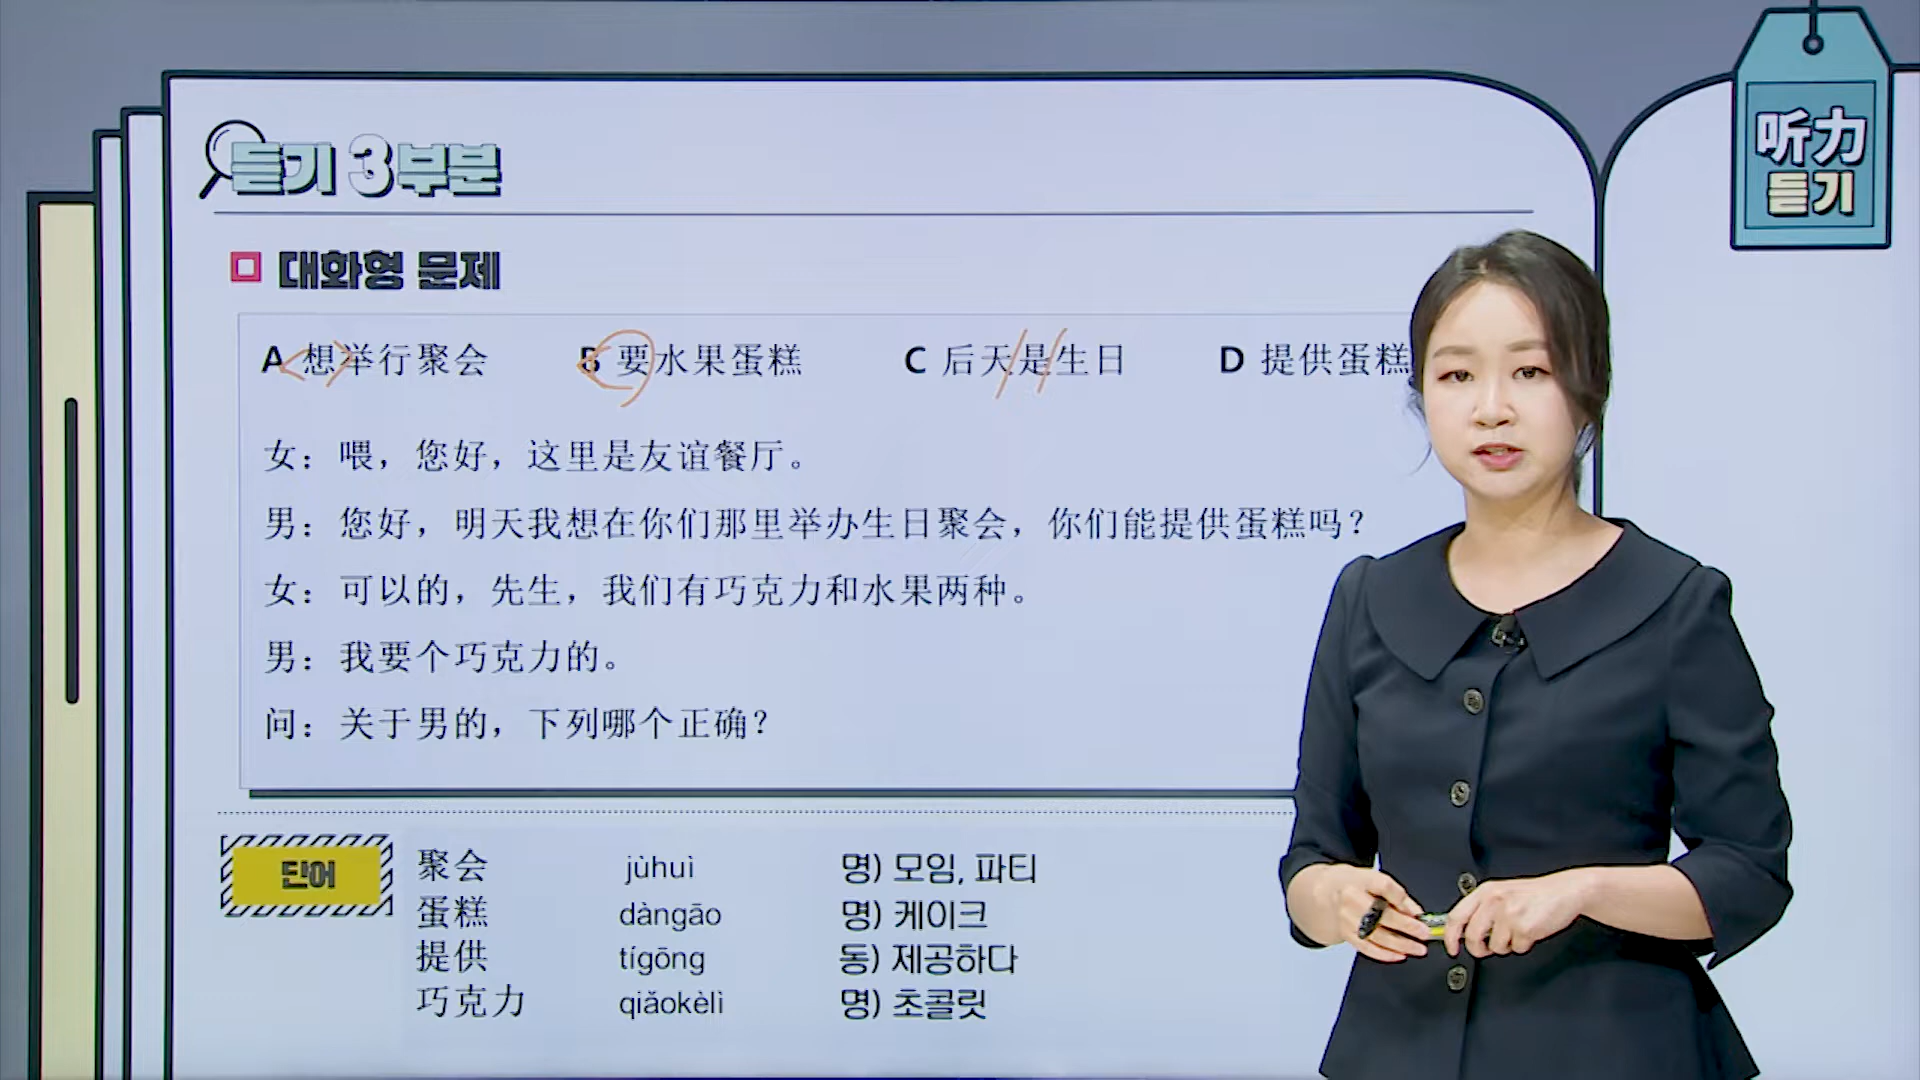 听力
듣기
듣기 3부분
대화형 문제
A 想举行聚会 B 要水果蛋糕 C 后天是生日 D 提供蛋糕
女：喂，您好，这里是友谊餐厅。
男：您好，明天我想在你们那里举办生日聚会，你们能提供蛋糕吗？
女：可以的，先生，我们有巧克力和水果两种。
男：我要个巧克力的。
问：关于男的，下列哪个正确？
단어
聚会 jùhuì 명) 모임, 파티
蛋糕 dàngāo 명) 케이크
提供 tígōng 동) 제공하다
巧克力 qiǎokèlì 명) 초콜릿